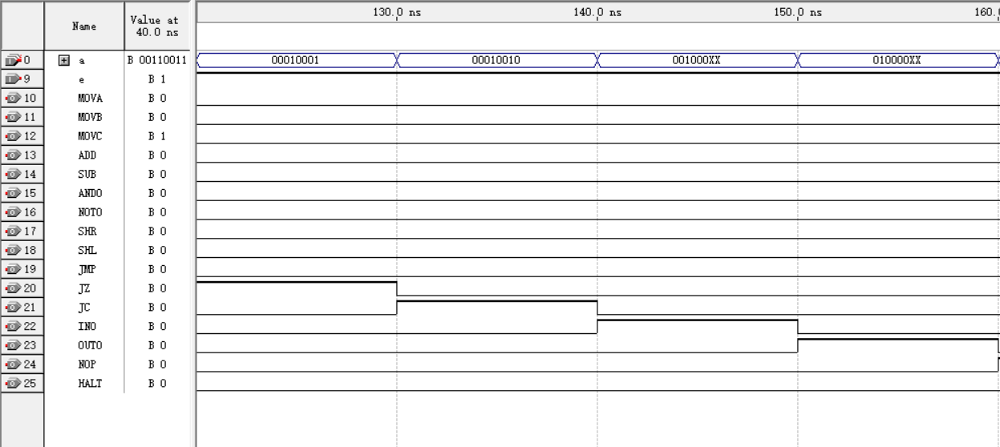 130.0 ns 140.0 ns 150.0 ns 160.
Name Value at 40.0 ns
0 a B 00110011 00010001 00010010 001000XX 010000XX
9 e B 1
10 MOVA B 0
11 MOVB B 0
12 MOVC B 1
13 ADD B 0
14 SUB B 0
15 ANDO B 0
16 NOTO B 0
17 SHR B 0
18 SHL B 0
19 JMP B 0
20 JZ B 0
21 JC B 0
22 INO B 0
23 OUTO B 0
24 NOP B 0
25 HALT B 0